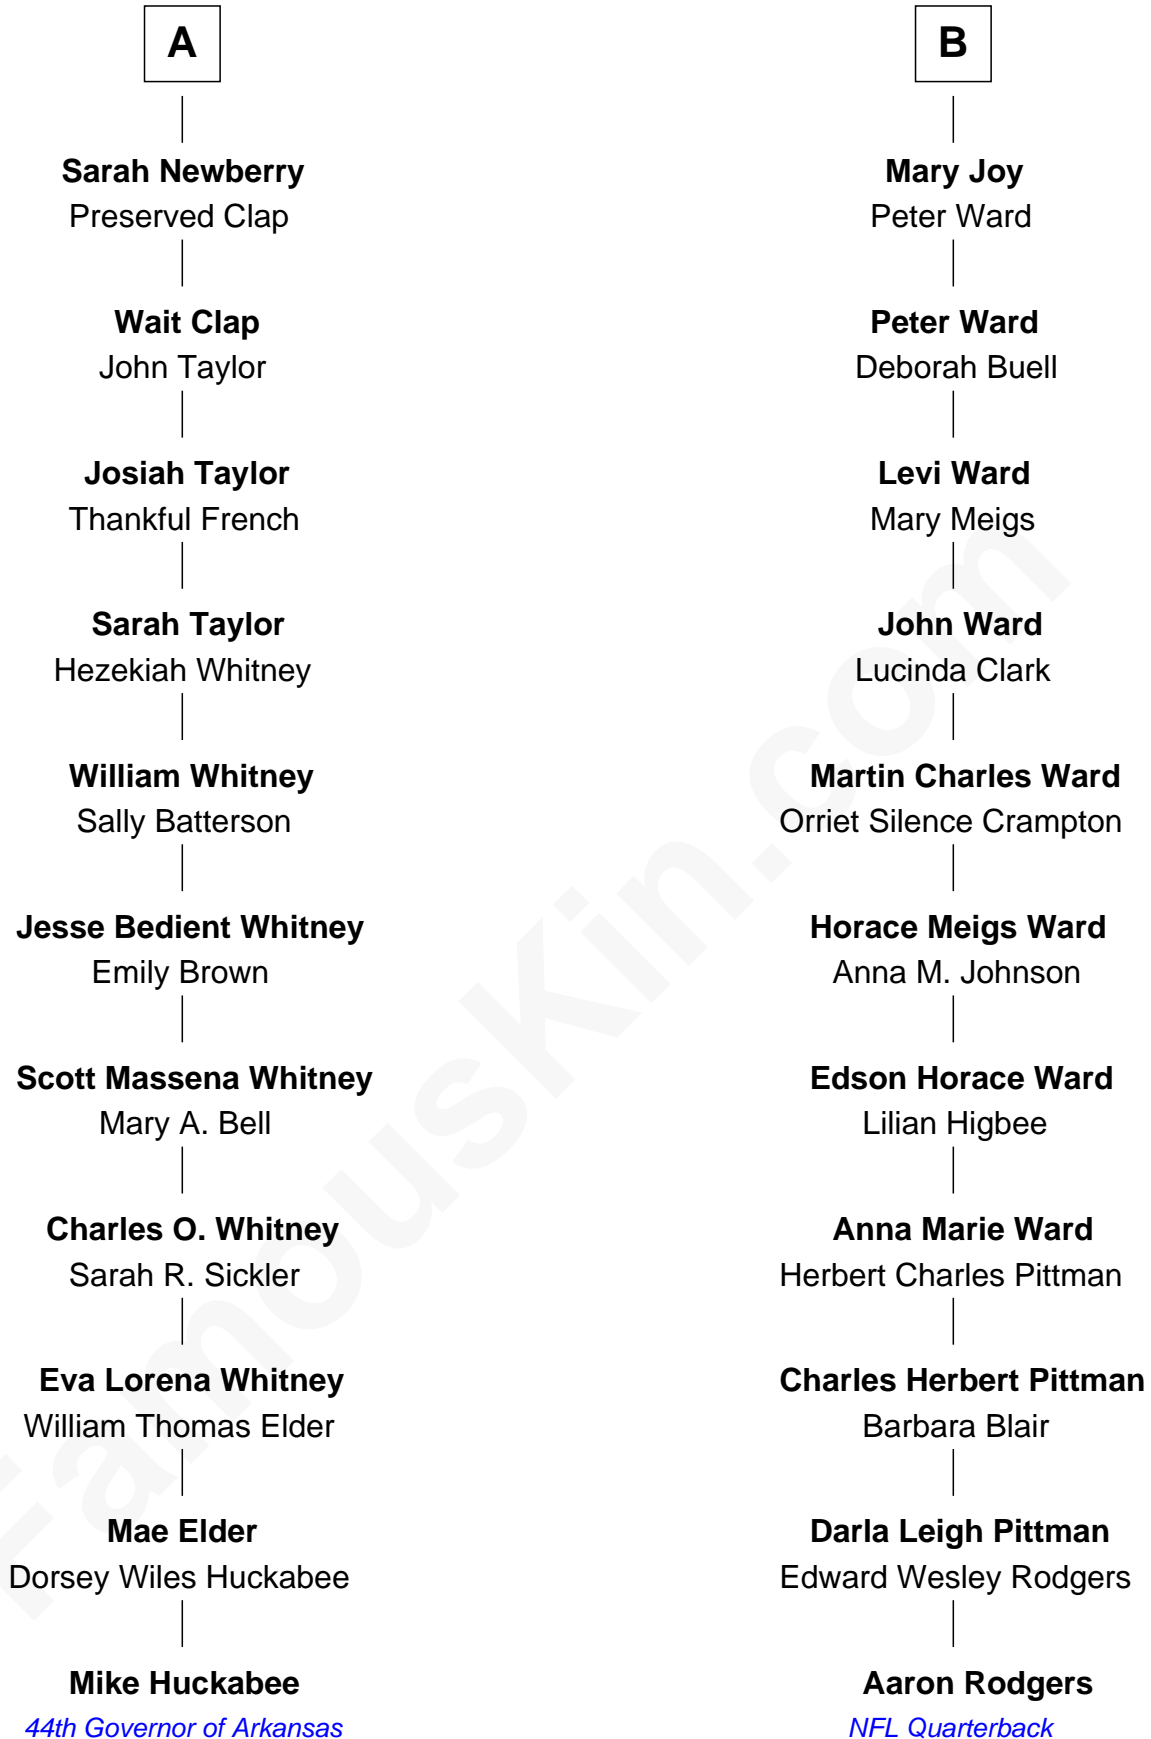 A
Sarah Newberry
Preserved Clap
Wait Clap
John Taylor
Josiah Taylor
Thankful French
Sarah Taylor
Hezekiah Whitney
William Whitney
Sally Batterson
Jesse Bedient Whitney
Emily Brown
Scott Massena Whitney
Mary A. Bell
Charles O. Whitney
Sarah R. Sickler
Eva Lorena Whitney
William Thomas Elder
Mae Elder
Dorsey Wiles Huckabee
Mike Huckabee
44th Governor of Arkansas
B
Mary Joy
Peter Ward
Peter Ward
Deborah Buell
Levi Ward
Mary Meigs
John Ward
Lucinda Clark
Martin Charles Ward
Orriet Silence Crampton
Horace Meigs Ward
Anna M. Johnson
Edson Horace Ward
Lilian Higbee
Anna Marie Ward
Herbert Charles Pittman
Charles Herbert Pittman
Barbara Blair
Darla Leigh Pittman
Edward Wesley Rodgers
Aaron Rodgers
NFL Quarterback
FamousKin.com